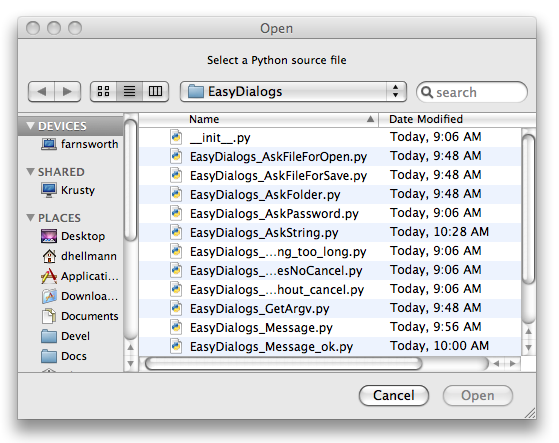 Open
Select a Python source file
EasyDialogs
search
DEVICES
farnsworth
SHARED
Krusty
PLACES
Desktop
dhellmann
Applicati...
Downloa...
Documents
Devel
Docs
Name Date Modified
__init__.py Today, 9:06 AM
EasyDialogs_AskFileForOpen.py Today, 9:48 AM
EasyDialogs_AskFileForSave.py Today, 9:48 AM
EasyDialogs_AskFolder.py Today, 9:48 AM
EasyDialogs_AskPassword.py Today, 9:06 AM
EasyDialogs_AskString.py Today, 10:28 AM
EasyDialogs_...ng_too_long.py Today, 9:06 AM
EasyDialogs_...esNoCancel.py Today, 9:06 AM
EasyDialogs_...hout_cancel.py Today, 9:06 AM
EasyDialogs_GetArgv.py Today, 9:48 AM
EasyDialogs_Message.py Today, 9:56 AM
EasyDialogs_Message_ok.py Today, 10:00 AM
Cancel Open